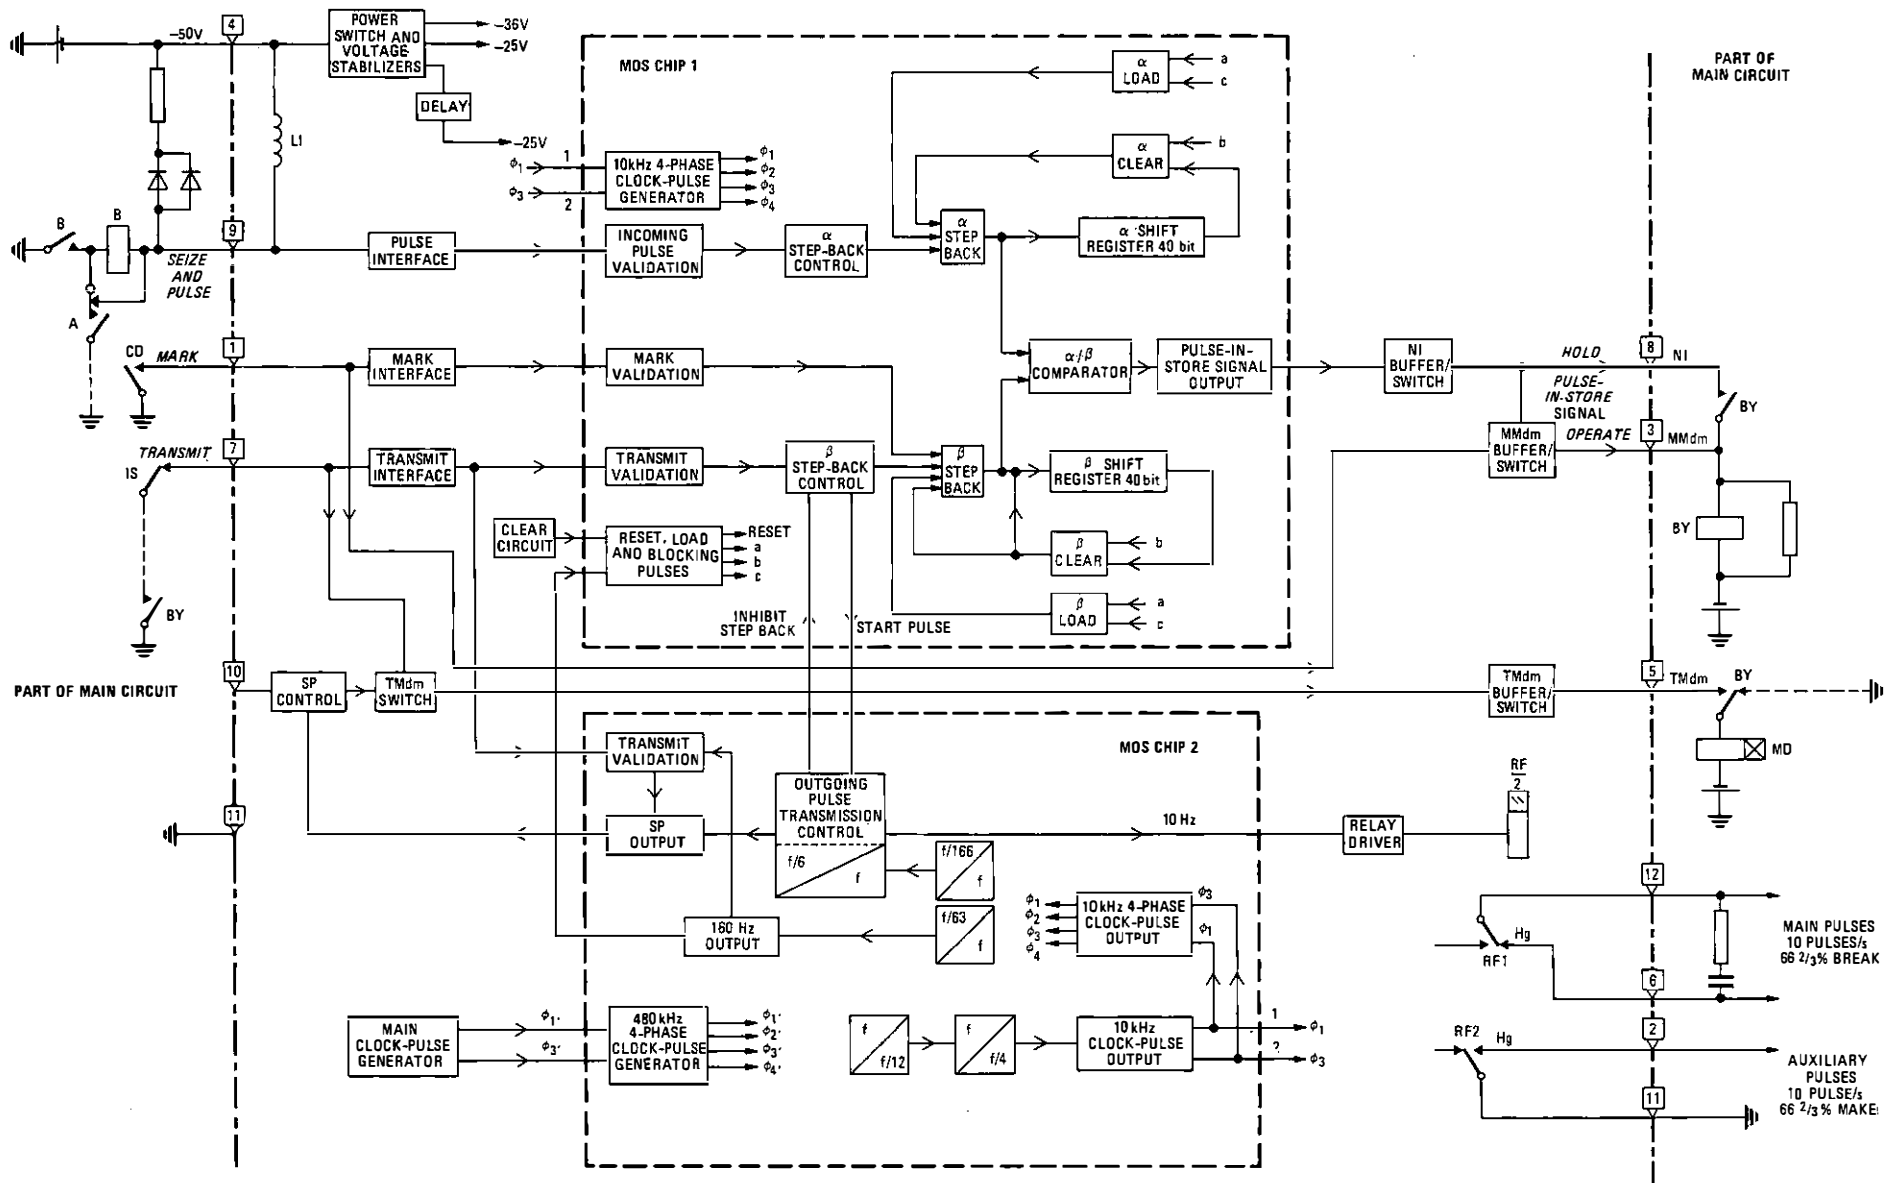 4
POWER
SWITCH AND
VOLTAGE
STABILIZERS
-50V
-36V
-25V
DELAY
-25V
L1
MOS CHIP 1
α
LOAD
a
c
PART OF
MAIN CIRCUIT
α
CLEAR
b
ϕ1
1
ϕ3
2
10kHz 4-PHASE
CLOCK-PULSE
GENERATOR
ϕ1
ϕ2
ϕ3
ϕ4
B
B
9
SEIZE
AND
PULSE
A
PULSE
INTERFACE
INCOMING
PULSE
VALIDATION
α
STEP-BACK
CONTROL
α
STEP
BACK
α SHIFT
REGISTER 40 bit
CD
MARK
1
MARK
INTERFACE
MARK
VALIDATION
α/β
COMPARATOR
PULSE-IN-
STORE SIGNAL
OUTPUT
NI
BUFFER/
SWITCH
HOLD
8
NI
PULSE-
IN-STORE
SIGNAL
BY
MMdm
BUFFER/
SWITCH
OPERATE
3
MMdm
BY
TRANSMIT
7
IS
TRANSMIT
INTERFACE
TRANSMIT
VALIDATION
β
STEP-BACK
CONTROL
β
STEP
BACK
β SHIFT
REGISTER 40bit
CLEAR
CIRCUIT
RESET, LOAD
AND BLOCKING
PULSES
RESET
a
b
c
β
CLEAR
b
β
LOAD
a
c
BY
INHIBIT
STEP BACK
START PULSE
10
PART OF MAIN CIRCUIT
SP
CONTROL
TMdm
SWITCH
TMdm
BUFFER/
SWITCH
5
TMdm
BY
MD
MOS CHIP 2
TRANSMIT
VALIDATION
OUTGOING
PULSE
TRANSMISSION
CONTROL
f/6
f
11
SP
OUTPUT
10 Hz
RELAY
DRIVER
RF
2
f/166
f
160 Hz
OUTPUT
f/63
f
ϕ1
ϕ2
ϕ3
ϕ4
10kHz 4-PHASE
CLOCK-PULSE
OUTPUT
ϕ3
ϕ1
12
Hg
RF1
6
MAIN PULSES
10 PULSES/s
66 2/3% BREAK
MAIN
CLOCK-PULSE
GENERATOR
ϕ1'
ϕ3'
480kHz
4-PHASE
CLOCK-PULSE
GENERATOR
ϕ1'
ϕ2'
ϕ3'
ϕ4'
f
f/12
f
f/4
10kHz
CLOCK-PULSE
OUTPUT
1
ϕ1
2
ϕ3
RF2
Hg
2
11
AUXILIARY
PULSES
10 PULSE/s
66 2/3% MAKE